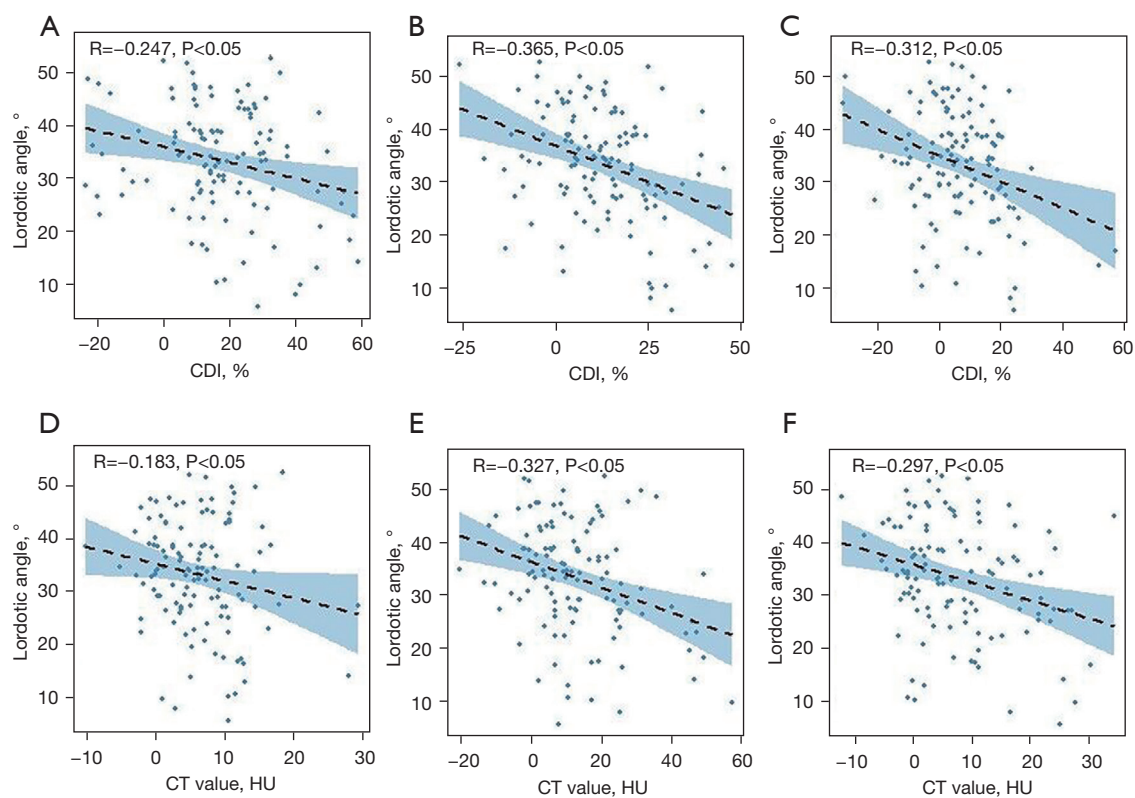 A
R=−0.247, P<0.05
Lordotic angle, °
50
40
30
20
10
−20
0
20
40
60
CDI, %
B
R=−0.365, P<0.05
Lordotic angle, °
50
40
30
20
10
−25
0
25
50
CDI, %
C
R=−0.312, P<0.05
Lordotic angle, °
50
40
30
20
10
−20
0
20
40
60
CDI, %
D
R=−0.183, P<0.05
Lordotic angle, °
50
40
30
20
10
−10
0
10
20
30
CT value, HU
E
R=−0.327, P<0.05
Lordotic angle, °
50
40
30
20
10
−20
0
20
40
60
CT value, HU
F
R=−0.297, P<0.05
Lordotic angle, °
50
40
30
20
10
−10
0
10
20
30
CT value, HU